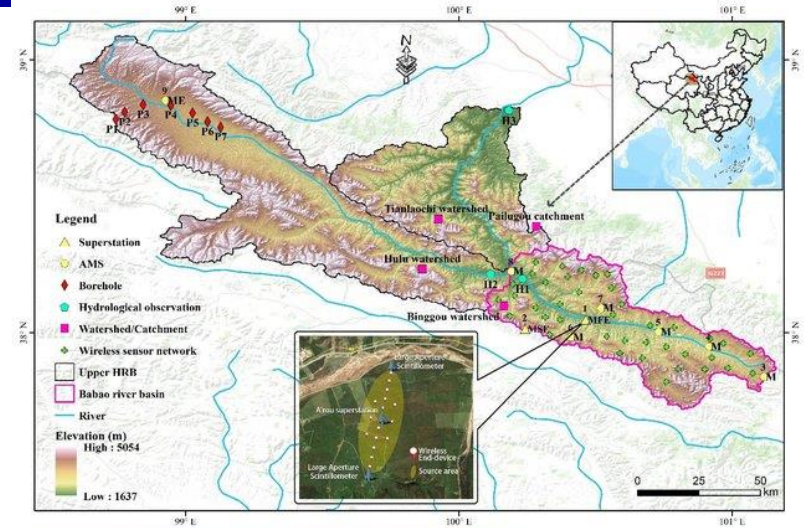 99° E
100° E
101° E
39° N
39° N
N
9
ME
P1
P2
P3
P4
P5
P6
P7
H3
Tianlaochi watershed
Pailugou catchment
Hulu watershed
8
M
H2
H1
Binggou watershed
2
MSF
1
MFE
7
M
6
M
5
M
4
M
3
M
38° N
38° N
Legend
Superstation
AMS
Borehole
Hydrological observation
Watershed/Catchment
Wireless sensor network
Upper HRB
Babao river basin
River
Elevation (m)
High : 5054
Low : 1637
Large Aperture
Scintillometer
A'rou superstation
Wireless
End-device
Source area
Large Aperture
Scintillometer
0
25
50
km
99° E
100° E
101° E